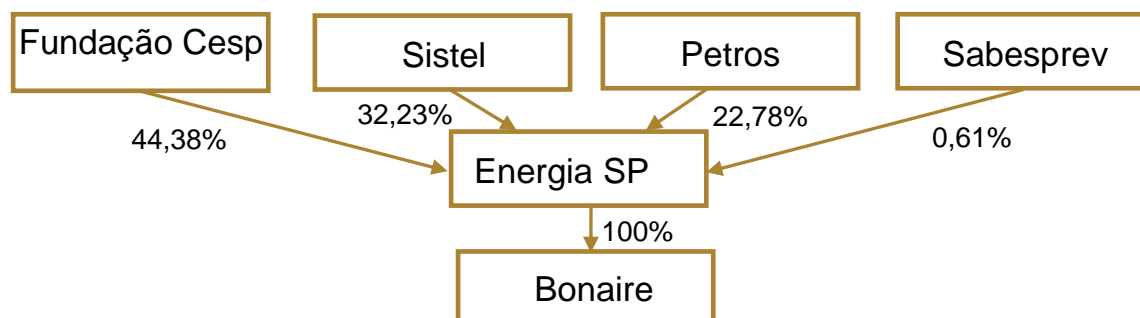 Fundação Cesp
Sistel
Petros
Sabesprev
44,38%
32,23%
22,78%
0,61%
Energia SP
100%
Bonaire